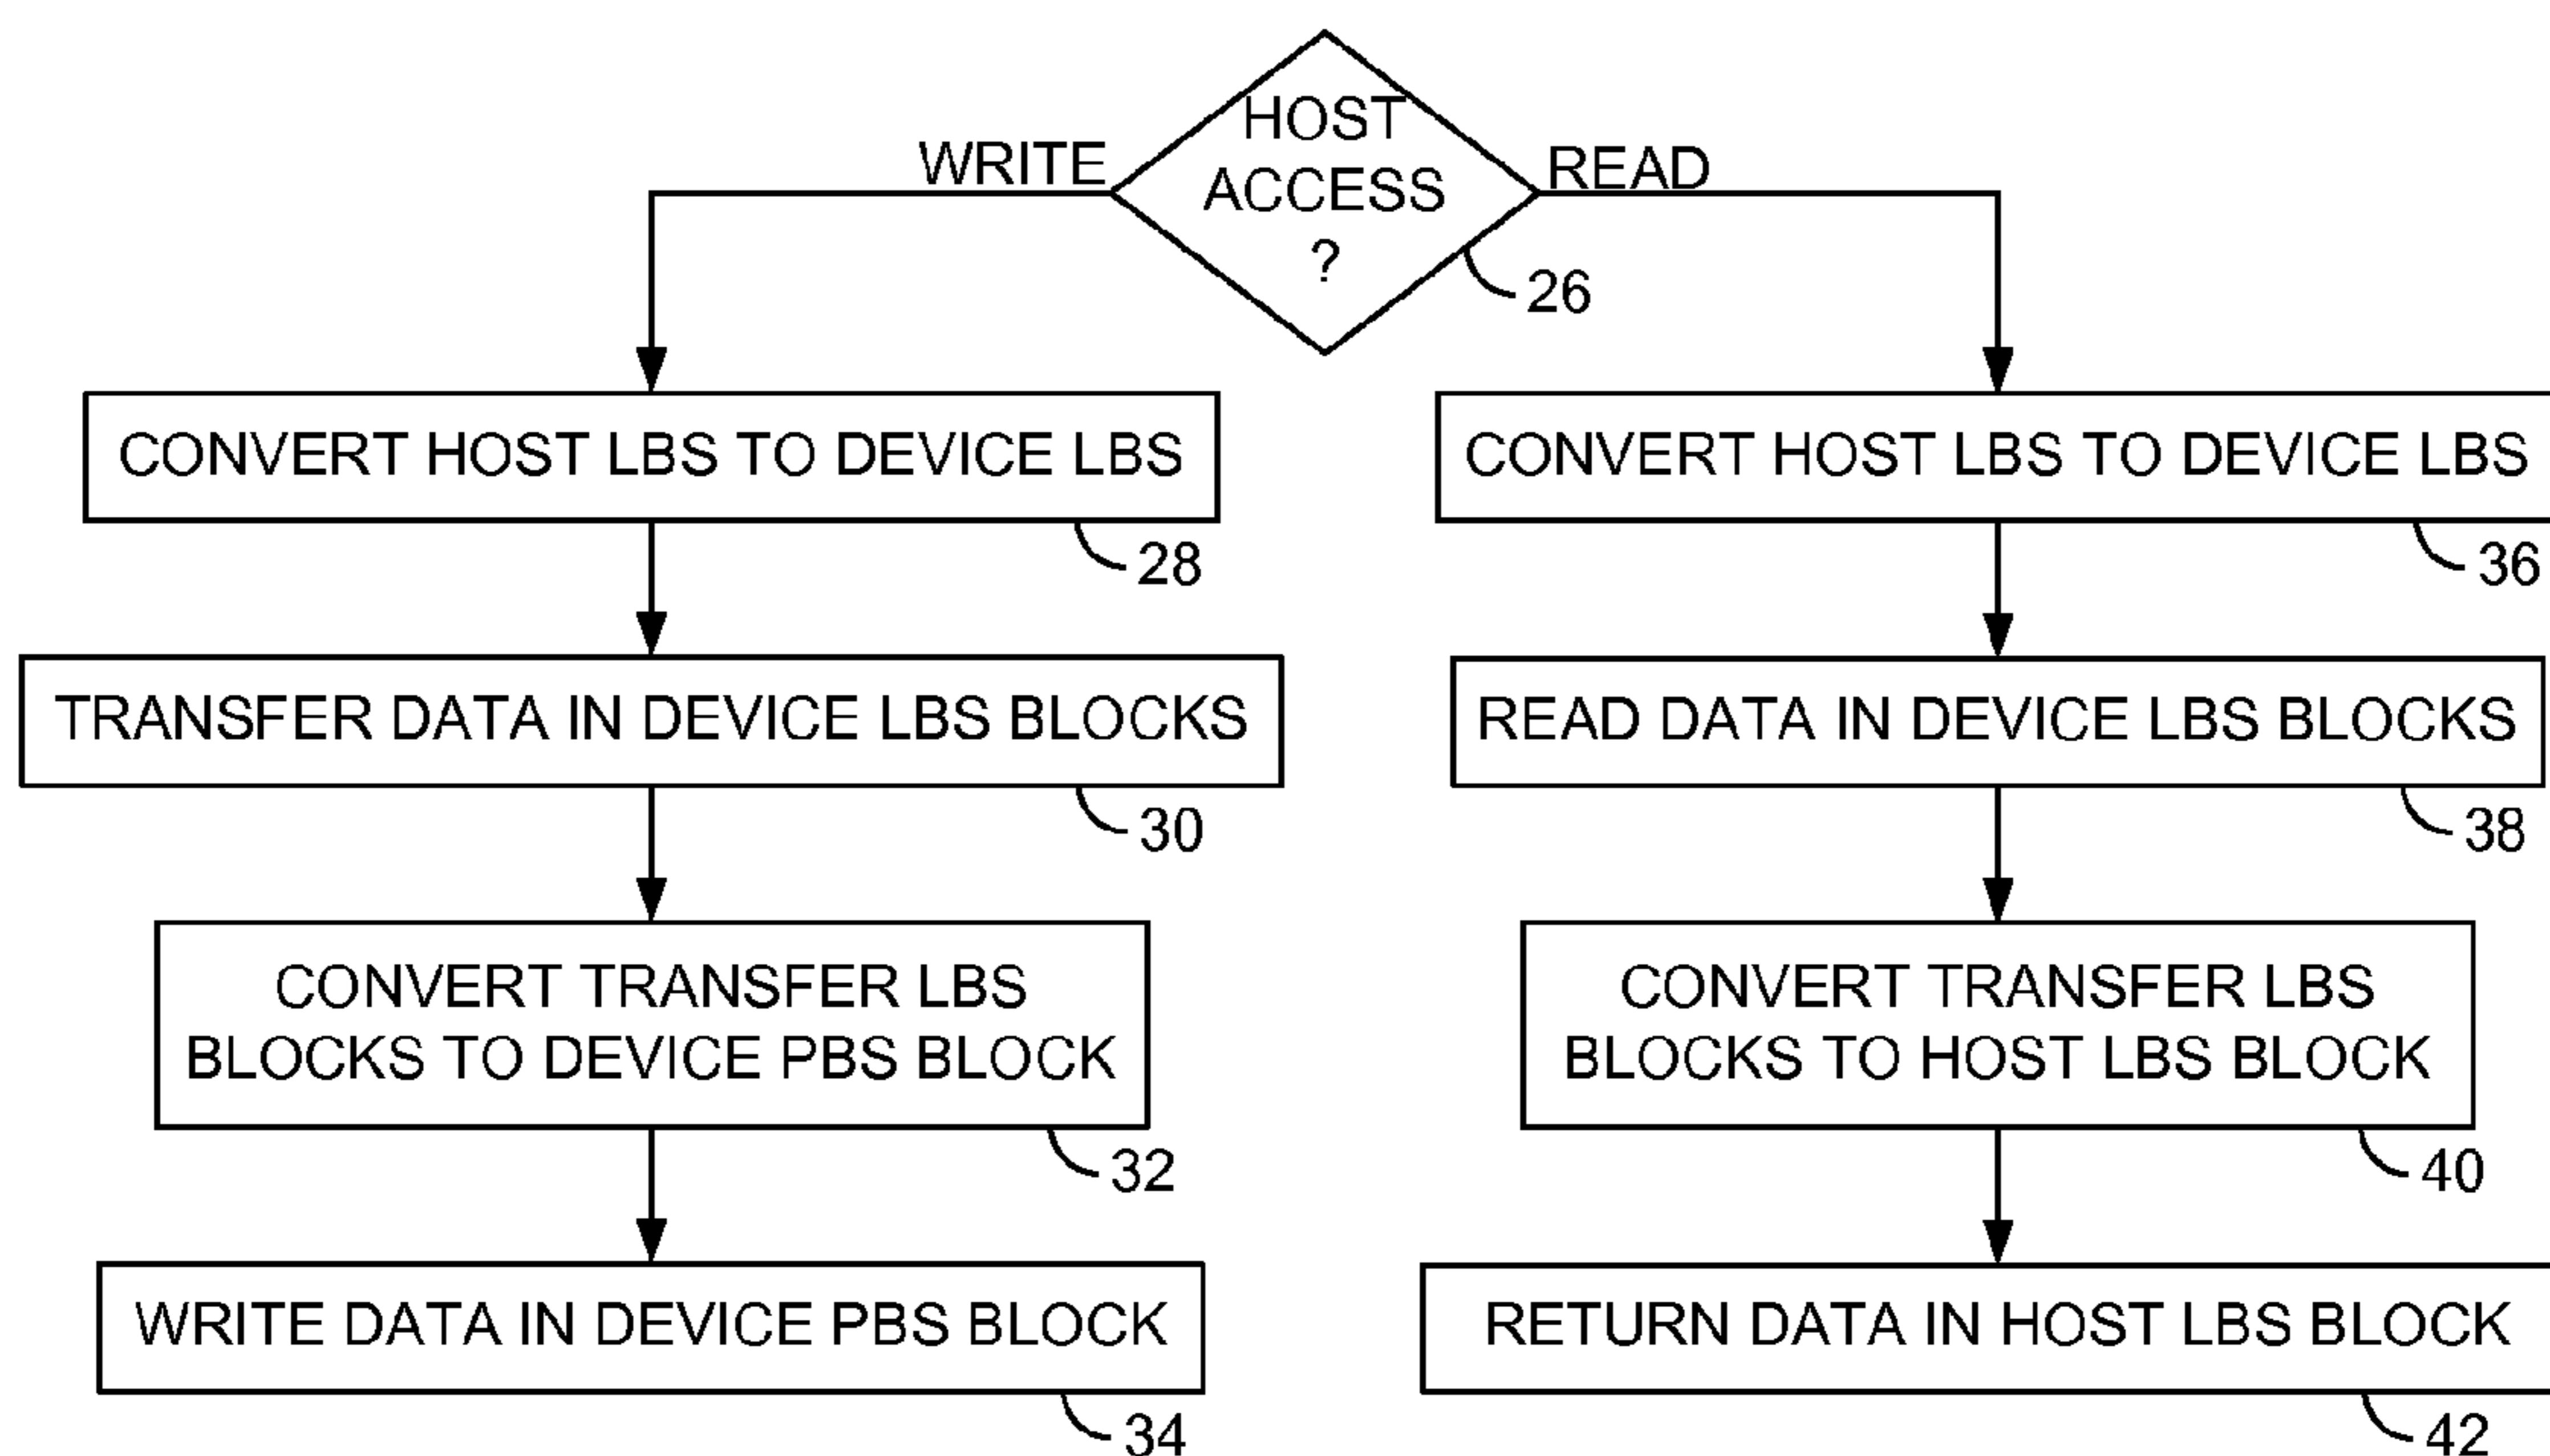 HOST
ACCESS
?
26
WRITE
READ
CONVERT HOST LBS TO DEVICE LBS
28
TRANSFER DATA IN DEVICE LBS BLOCKS
30
CONVERT TRANSFER LBS
BLOCKS TO DEVICE PBS BLOCK
32
WRITE DATA IN DEVICE PBS BLOCK
34
CONVERT HOST LBS TO DEVICE LBS
36
READ DATA IN DEVICE LBS BLOCKS
38
CONVERT TRANSFER LBS
BLOCKS TO HOST LBS BLOCK
40
RETURN DATA IN HOST LBS BLOCK
42